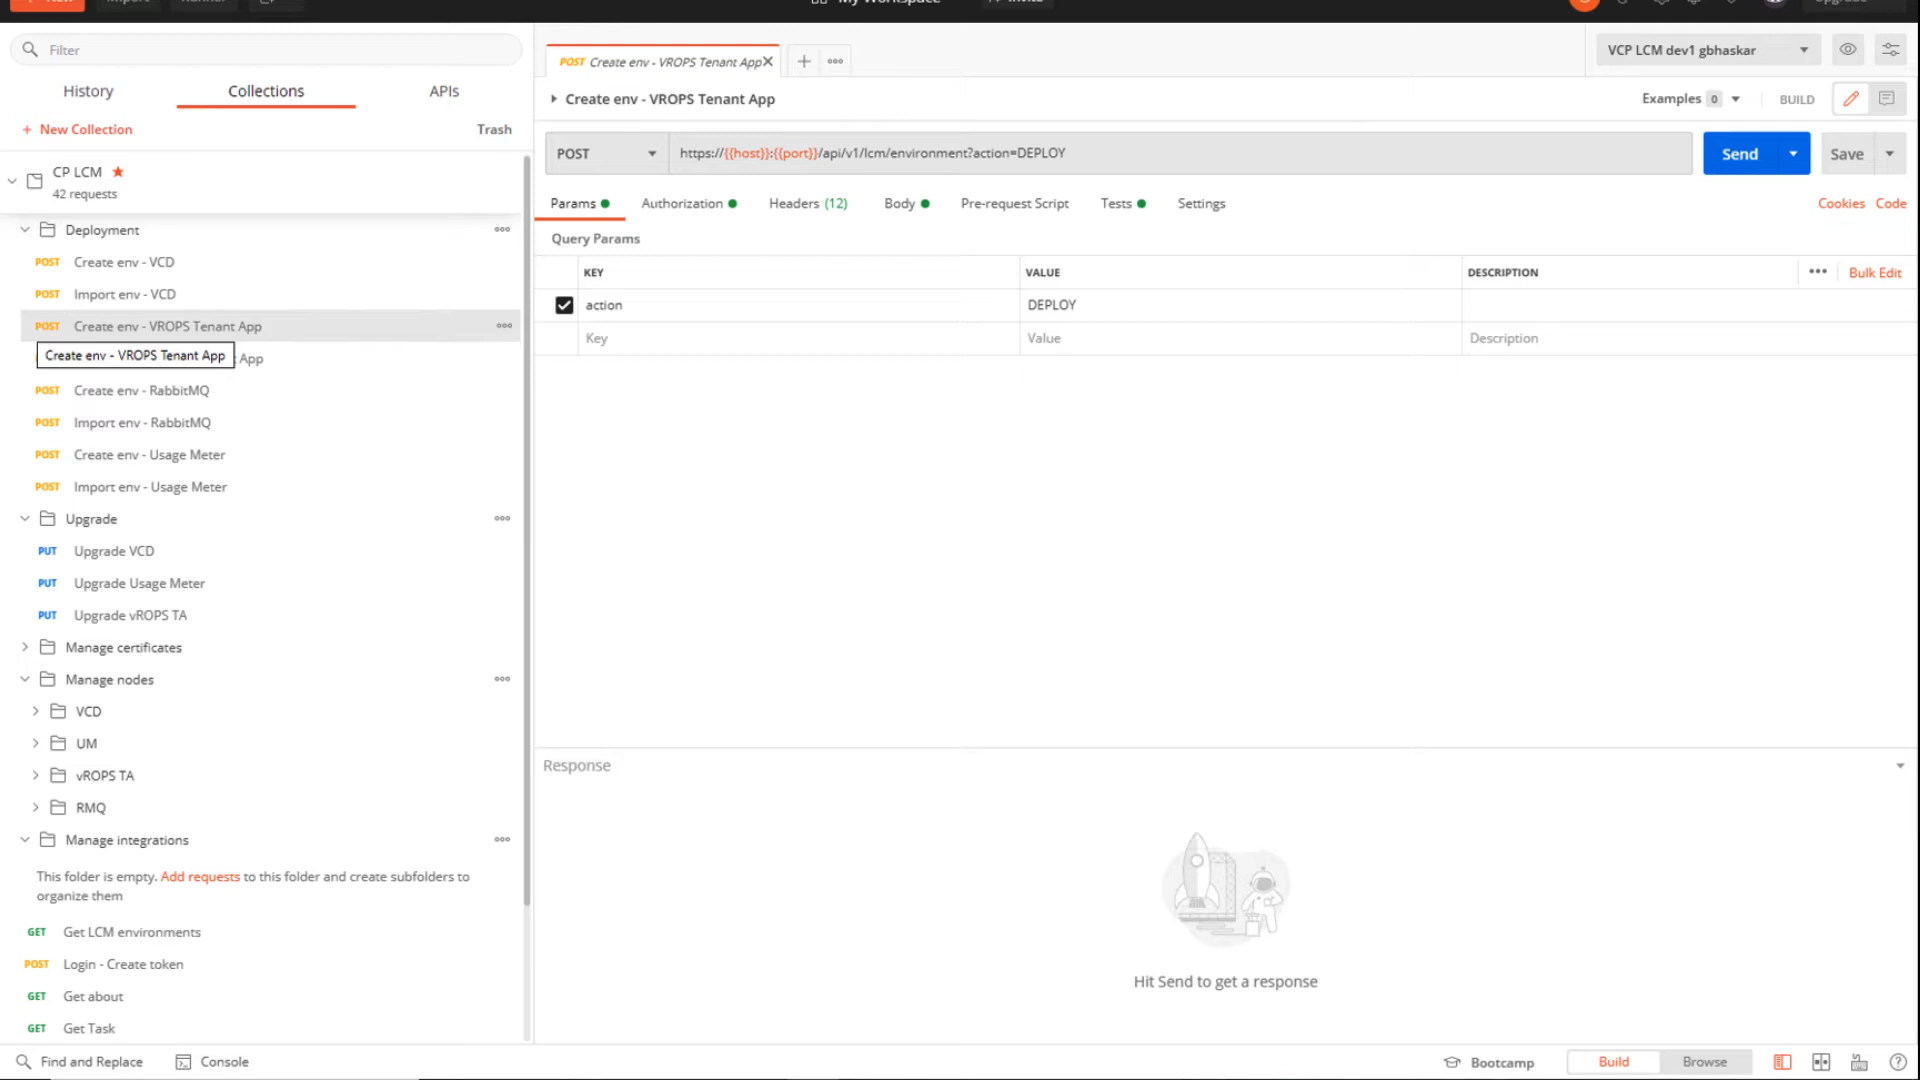 New
Import
Runner
My Workspace
Invite
Upgrade
Filter
History
Collections
APIs
+ New Collection
Trash
CP LCM
42 requests
Deployment
POST Create env - VCD
POST Import env - VCD
POST Create env - VROPS Tenant App
Create env - VROPS Tenant App
App
POST Create env - RabbitMQ
POST Import env - RabbitMQ
POST Create env - Usage Meter
POST Import env - Usage Meter
Upgrade
PUT Upgrade VCD
PUT Upgrade Usage Meter
PUT Upgrade vROPS TA
Manage certificates
Manage nodes
VCD
UM
vROPS TA
RMQ
Manage integrations
This folder is empty. Add requests to this folder and create subfolders to
organize them
GET Get LCM environments
POST Login - Create token
GET Get about
GET Get Task
POST Create env - VROPS Tenant App
VCP LCM dev1 gbhaskar
Create env - VROPS Tenant App
Examples 0
BUILD
POST
https://{{host}}:{{port}}/api/v1/lcm/environment?action=DEPLOY
Send
Save
Params
Authorization
Headers (12)
Body
Pre-request Script
Tests
Settings
Cookies
Code
Query Params
KEY
VALUE
DESCRIPTION
Bulk Edit
action
DEPLOY
Key
Value
Description
Response
Hit Send to get a response
Find and Replace
Console
Bootcamp
Build
Browse